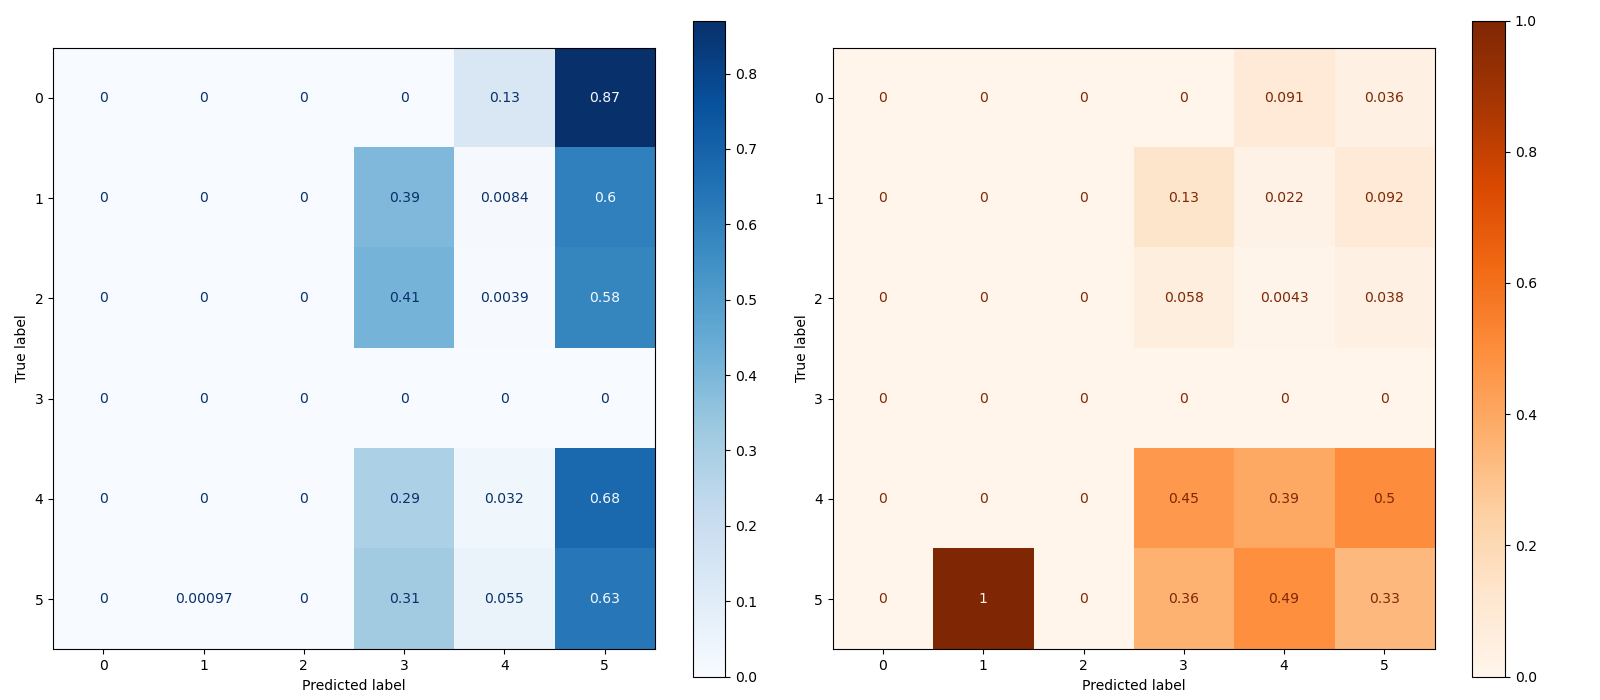 0 0 0 0 0 0.13 0.87
1 0 0 0 0.39 0.0084 0.6
2 0 0 0 0.41 0.0039 0.58
3 0 0 0 0 0 0
4 0 0 0 0.29 0.032 0.68
5 0 0.00097 0 0.31 0.055 0.63
0 1 2 3 4 5
True label
Predicted label
0.8
0.7
0.6
0.5
0.4
0.3
0.2
0.1
0.0
0 0 0 0 0 0.091 0.036
1 0 0 0 0.13 0.022 0.092
2 0 0 0 0.058 0.0043 0.038
3 0 0 0 0 0 0
4 0 0 0 0.45 0.39 0.5
5 0 1 0 0.36 0.49 0.33
0 1 2 3 4 5
True label
Predicted label
1.0
0.8
0.6
0.4
0.2
0.0